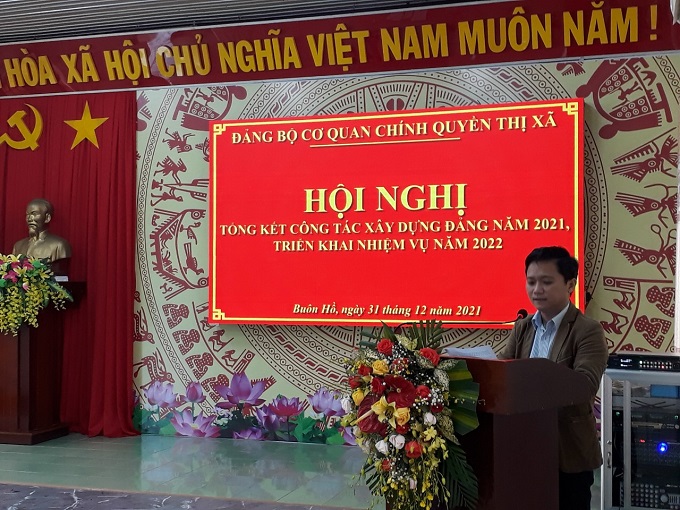 HÒA XÃ HỘI CHỦ NGHĨA VIỆT NAM MUÔN NĂM !
ĐẢNG BỘ CƠ QUAN CHÍNH QUYỀN THỊ XÃ
HỘI NGHỊ
TỔNG KẾT CÔNG TÁC XÂY DỰNG ĐẢNG NĂM 2021,
TRIỂN KHAI NHIỆM VỤ NĂM 2022
Buôn Hồ, ngày 31 tháng 12 năm 2021